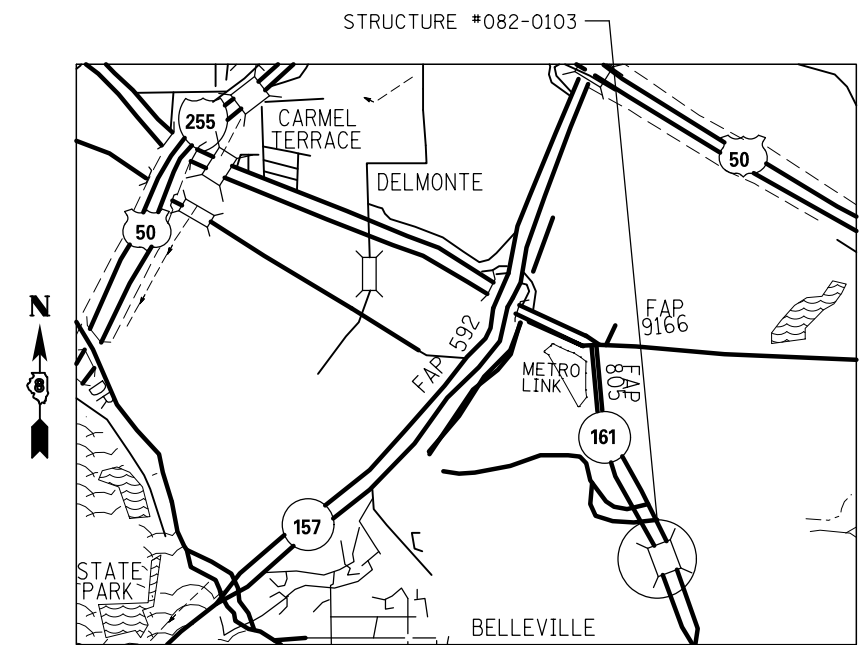 STRUCTURE #082-0103
255
CARMEL
TERRACE
50
DELMONTE
50
N
8
FAP 592
FAP
9166
METRO
LINK
FAP
805
DR
161
157
STATE
PARK
BELLEVILLE